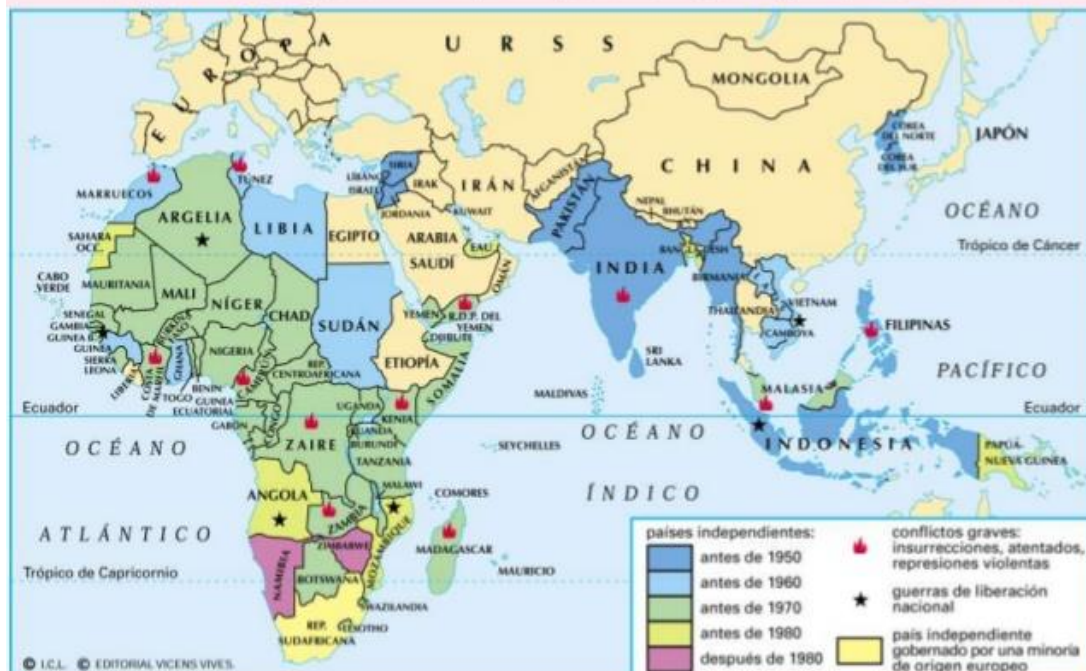 EUROPA
URSS
MONGOLIA
COREA
DEL NORTE
COREA
DEL SUR
JAPÓN
CHINA
SIRIA
LÍBANO
ISRAEL
IRAK
IRÁN
AFGANISTÁN
JORDANIA
KUWAIT
PAKISTÁN
NEPAL
BHUTÁN
MARRUECOS
TÚNEZ
ARGELIA
LIBIA
EGIPTO
ARABIA
SAUDÍ
EAU
OMÁN
INDIA
BANGLADESH
BIRMANIA
OCÉANO
Trópico de Cáncer
SAHARA
OCC.
CABO
VERDE
MAURITANIA
MALI
NÍGER
CHAD
SUDÁN
YEMEN
R.D.P. DEL
YEMEN
DJIBUTI
VIETNAM
THAILANDIA
CAMBOYA
FILIPINAS
SENEGAL
GAMBIA
GUINEA B.
GUINEA
SIERRA
LEONA
LIBERIA
COSTA
DE MARFIL
BURKINA
FASO
GHANA
TOGO
BENIN
NIGERIA
CAMERÚN
REP.
CENTROAFRICANA
ETIOPÍA
SOMALIA
SRI
LANKA
MALDIVAS
MALASIA
PACÍFICO
Ecuador
GUINEA
ECUATORIAL
GABÓN
CONGO
ZAIRE
UGANDA
KENIA
RUANDA
BURUNDI
TANZANIA
SEYCHELLES
OCÉANO
ÍNDICO
INDONESIA
Ecuador
PAPÚA-
NUEVA GUINEA
OCÉANO
ATLÁNTICO
ANGOLA
ZAMBIA
MALAWI
MOZAMBIQUE
COMORES
MADAGASCAR
MAURICIO
ZIMBABWE
NAMIBIA
BOTSWANA
Trópico de Capricornio
SWAZILANDIA
LESOTHO
REP.
SUDAFRICANA
países independientes:
antes de 1950
antes de 1960
antes de 1970
antes de 1980
después de 1980
conflictos graves:
insurrecciones, atentados,
represiones violentas
guerras de liberación
nacional
país independiente
gobernado por una minoría
de origen europeo
© I.C.L. © EDITORIAL VICENS VIVES.